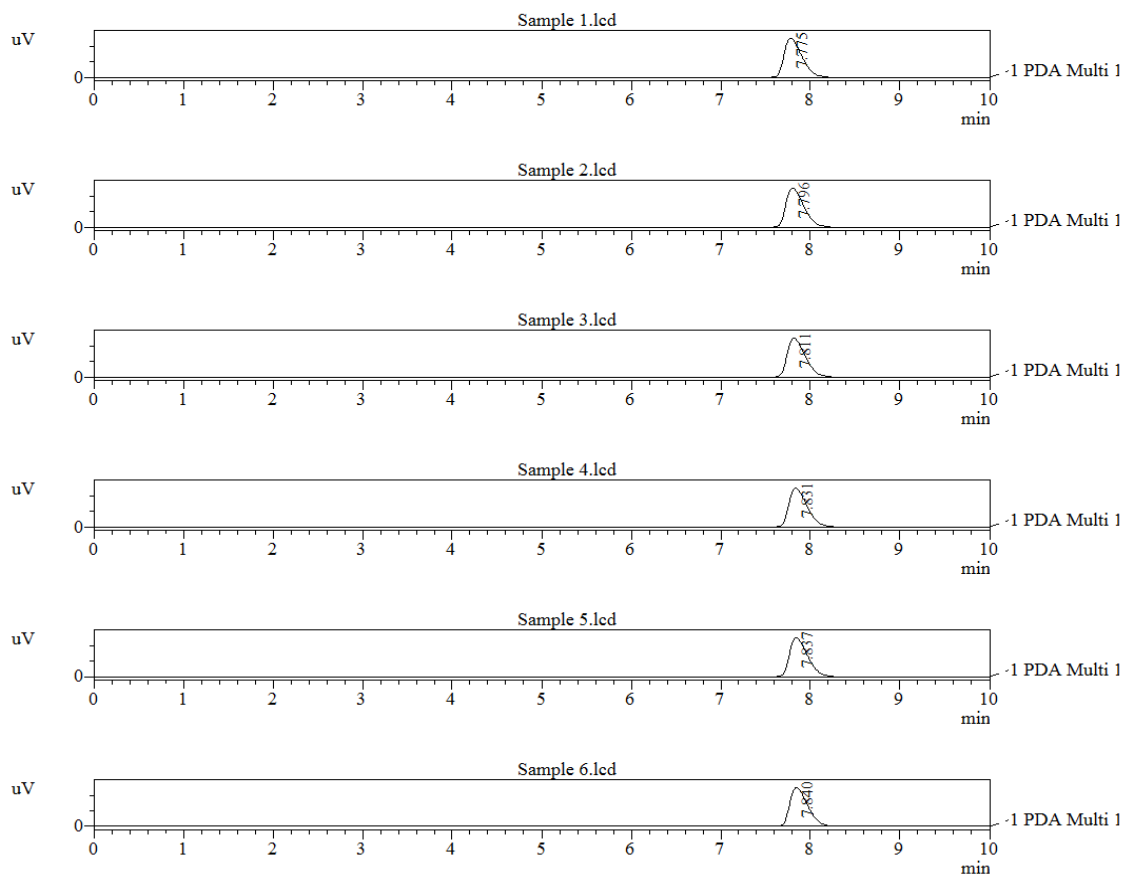 Sample 1.lcd
uV
7.775
0
-1 PDA Multi 1
0 1 2 3 4 5 6 7 8 9 10
min
Sample 2.lcd
uV
7.796
0
-1 PDA Multi 1
0 1 2 3 4 5 6 7 8 9 10
min
Sample 3.lcd
uV
7.811
0
-1 PDA Multi 1
0 1 2 3 4 5 6 7 8 9 10
min
Sample 4.lcd
uV
7.831
0
-1 PDA Multi 1
0 1 2 3 4 5 6 7 8 9 10
min
Sample 5.lcd
uV
7.837
0
-1 PDA Multi 1
0 1 2 3 4 5 6 7 8 9 10
min
Sample 6.lcd
uV
7.840
0
-1 PDA Multi 1
0 1 2 3 4 5 6 7 8 9 10
min